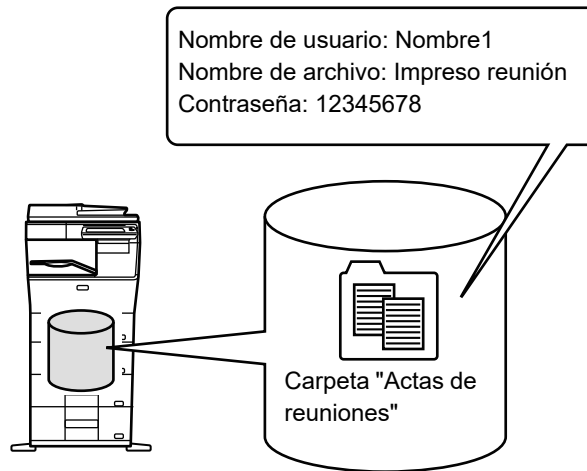 Nombre de usuario: Nombre1
Nombre de archivo: Impreso reunión
Contraseña: 12345678
Carpeta "Actas de
reuniones"